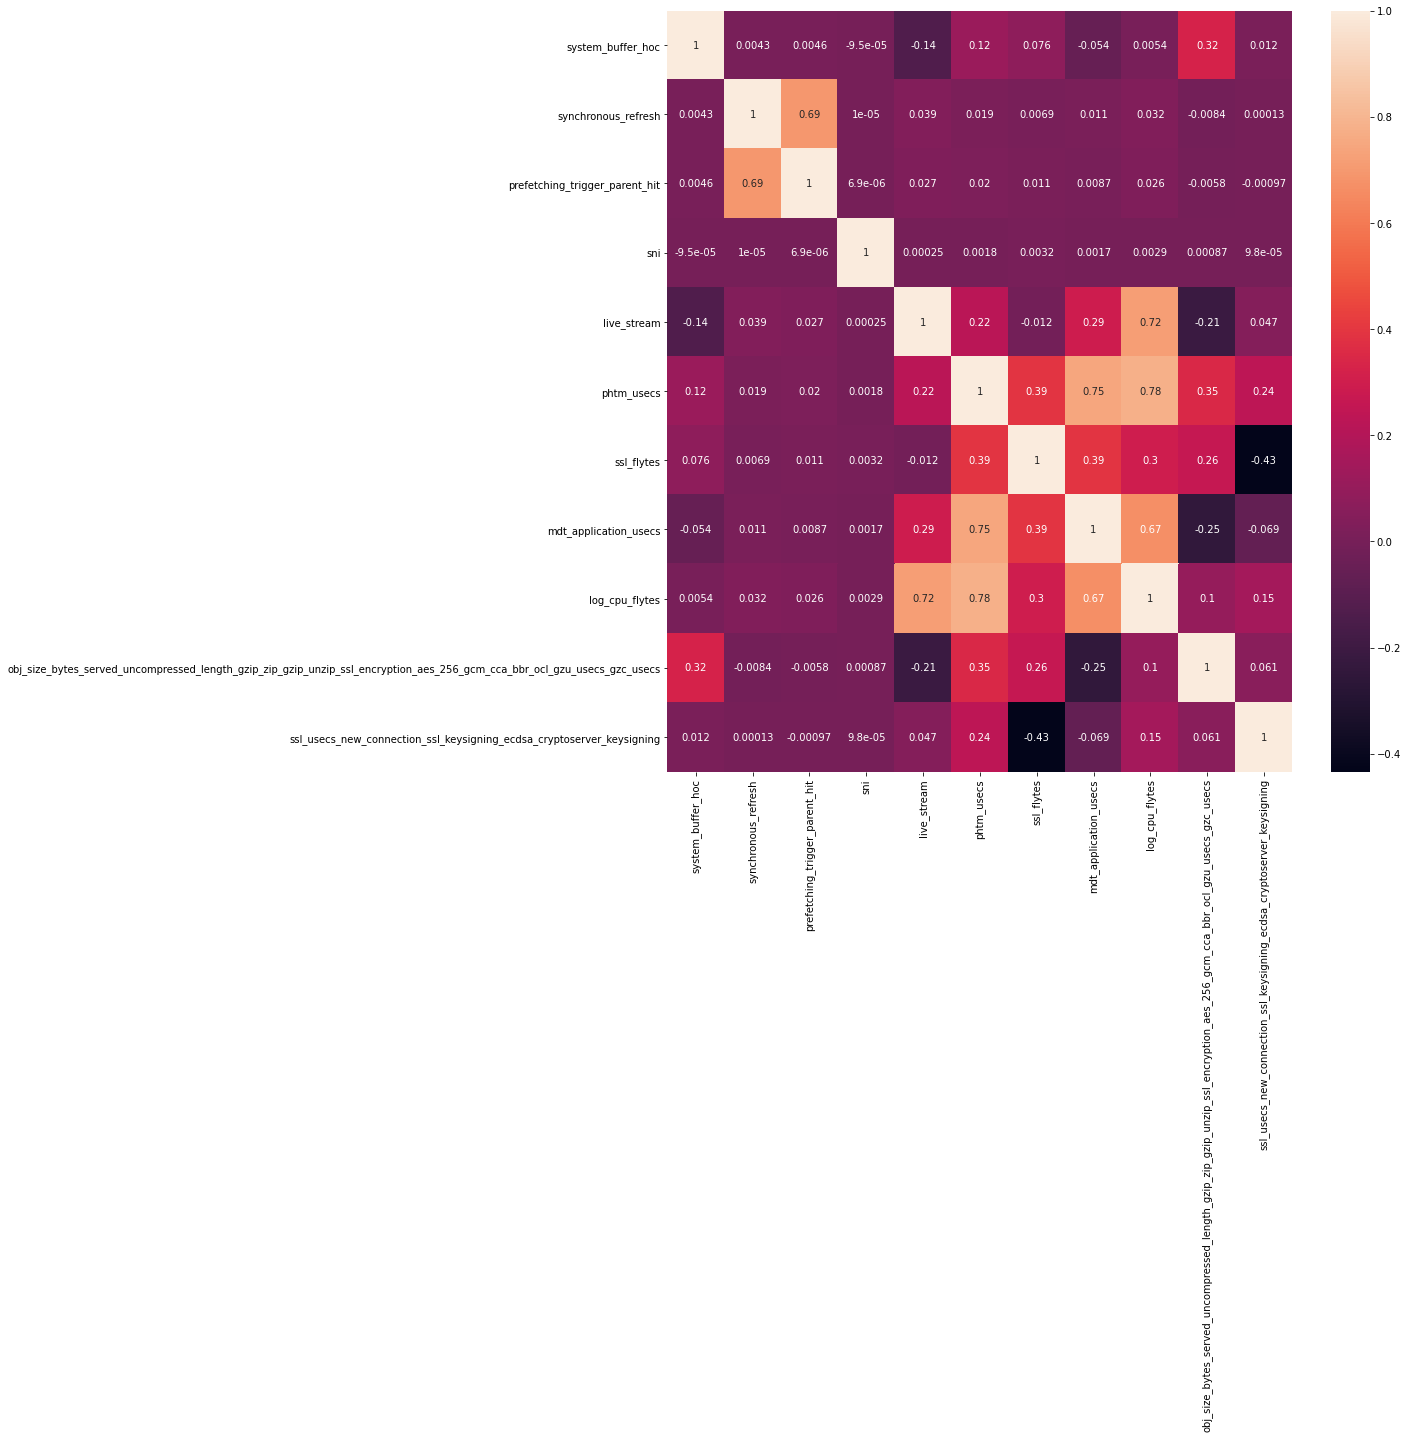 system_buffer_hoc 1 0.0043 0.0046 -9.5e-05 -0.14 0.12 0.076 -0.054 0.0054 0.32 0.012
synchronous_refresh 0.0043 1 0.69 1e-05 0.039 0.019 0.0069 0.011 0.032 -0.0084 0.00013
prefetching_trigger_parent_hit 0.0046 0.69 1 6.9e-06 0.027 0.02 0.011 0.0087 0.026 -0.0058 -0.00097
sni -9.5e-05 1e-05 6.9e-06 1 0.00025 0.0018 0.0032 0.0017 0.0029 0.00087 9.8e-05
live_stream -0.14 0.039 0.027 0.00025 1 0.22 -0.012 0.29 0.72 -0.21 0.047
phtm_usecs 0.12 0.019 0.02 0.0018 0.22 1 0.39 0.75 0.78 0.35 0.24
ssl_flytes 0.076 0.0069 0.011 0.0032 -0.012 0.39 1 0.39 0.3 0.26 -0.43
mdt_application_usecs -0.054 0.011 0.0087 0.0017 0.29 0.75 0.39 1 0.67 -0.25 -0.069
log_cpu_flytes 0.0054 0.032 0.026 0.0029 0.72 0.78 0.3 0.67 1 0.1 0.15
obj_size_bytes_served_uncompressed_length_gzip_zip_gzip_unzip_ssl_encryption_aes_256_gcm_cca_bbr_ocl_gzu_usecs_gzc_usecs 0.32 -0.0084 -0.0058 0.00087 -0.21 0.35 0.26 -0.25 0.1 1 0.061
ssl_usecs_new_connection_ssl_keysigning_ecdsa_cryptoserver_keysigning 0.012 0.00013 -0.00097 9.8e-05 0.047 0.24 -0.43 -0.069 0.15 0.061 1
system_buffer_hoc
synchronous_refresh
prefetching_trigger_parent_hit
sni
live_stream
phtm_usecs
ssl_flytes
mdt_application_usecs
log_cpu_flytes
obj_size_bytes_served_uncompressed_length_gzip_zip_gzip_unzip_ssl_encryption_aes_256_gcm_cca_bbr_ocl_gzu_usecs_gzc_usecs
ssl_usecs_new_connection_ssl_keysigning_ecdsa_cryptoserver_keysigning
1.0
0.8
0.6
0.4
0.2
0.0
−0.2
−0.4